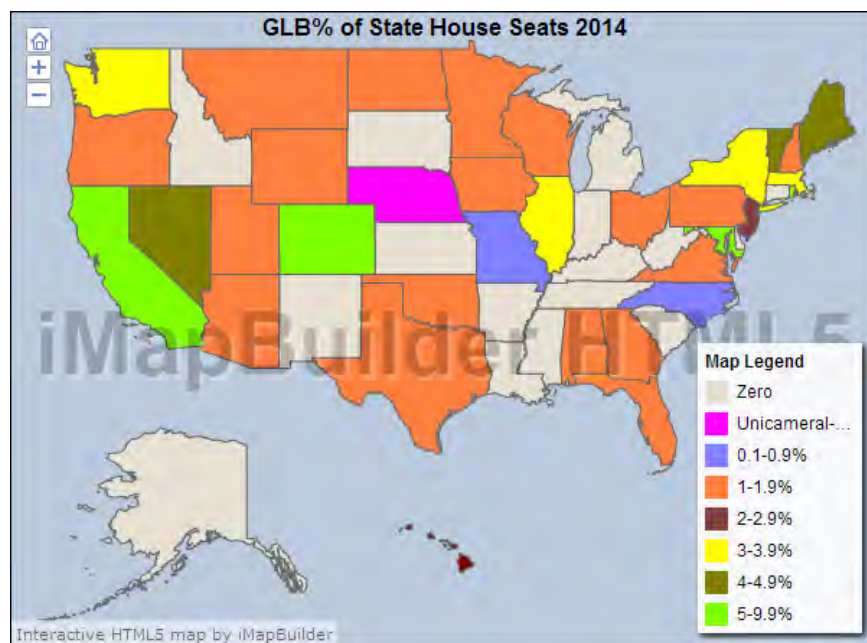 GLB% of State House Seats 2014
iMapBuilder HTML5
Map Legend
Zero
Unicameral-...
0.1-0.9%
1-1.9%
2-2.9%
3-3.9%
4-4.9%
5-9.9%
Interactive HTML5 map by iMapBuilder